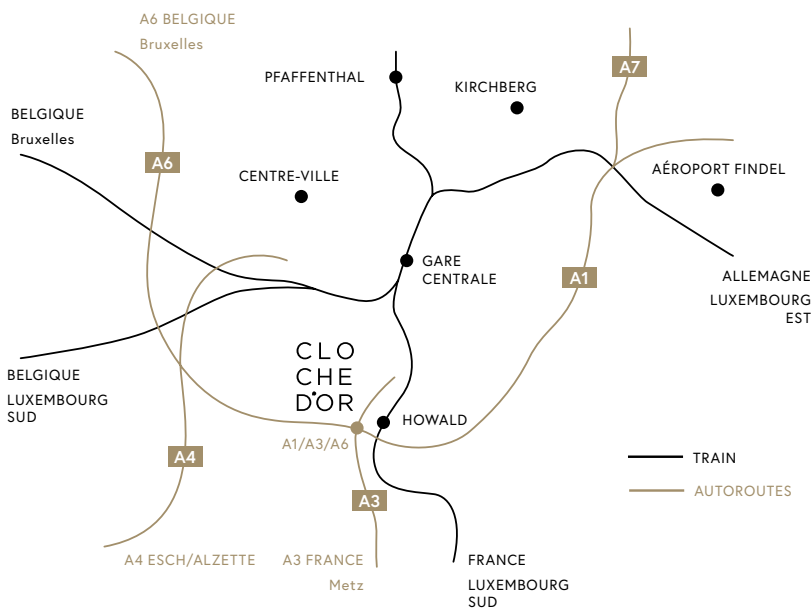 A6 BELGIQUE
Bruxelles
A7
PFAFFENTHAL
KIRCHBERG
BELGIQUE
Bruxelles
A6
CENTRE-VILLE
AÉROPORT FINDEL
GARE
CENTRALE
A1
ALLEMAGNE
LUXEMBOURG
EST
CLO
CHE
D'OR
BELGIQUE
LUXEMBOURG
SUD
HOWALD
A1/A3/A6
A4
TRAIN
AUTOROUTES
A3
A4 ESCH/ALZETTE
A3 FRANCE
Metz
FRANCE
LUXEMBOURG
SUD